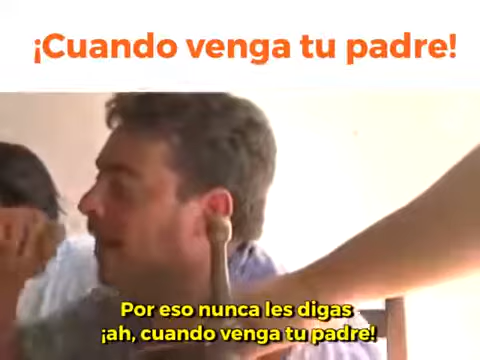 ¡Cuando venga tu padre!
Por eso nunca les digas
¡ah, cuando venga tu padre!